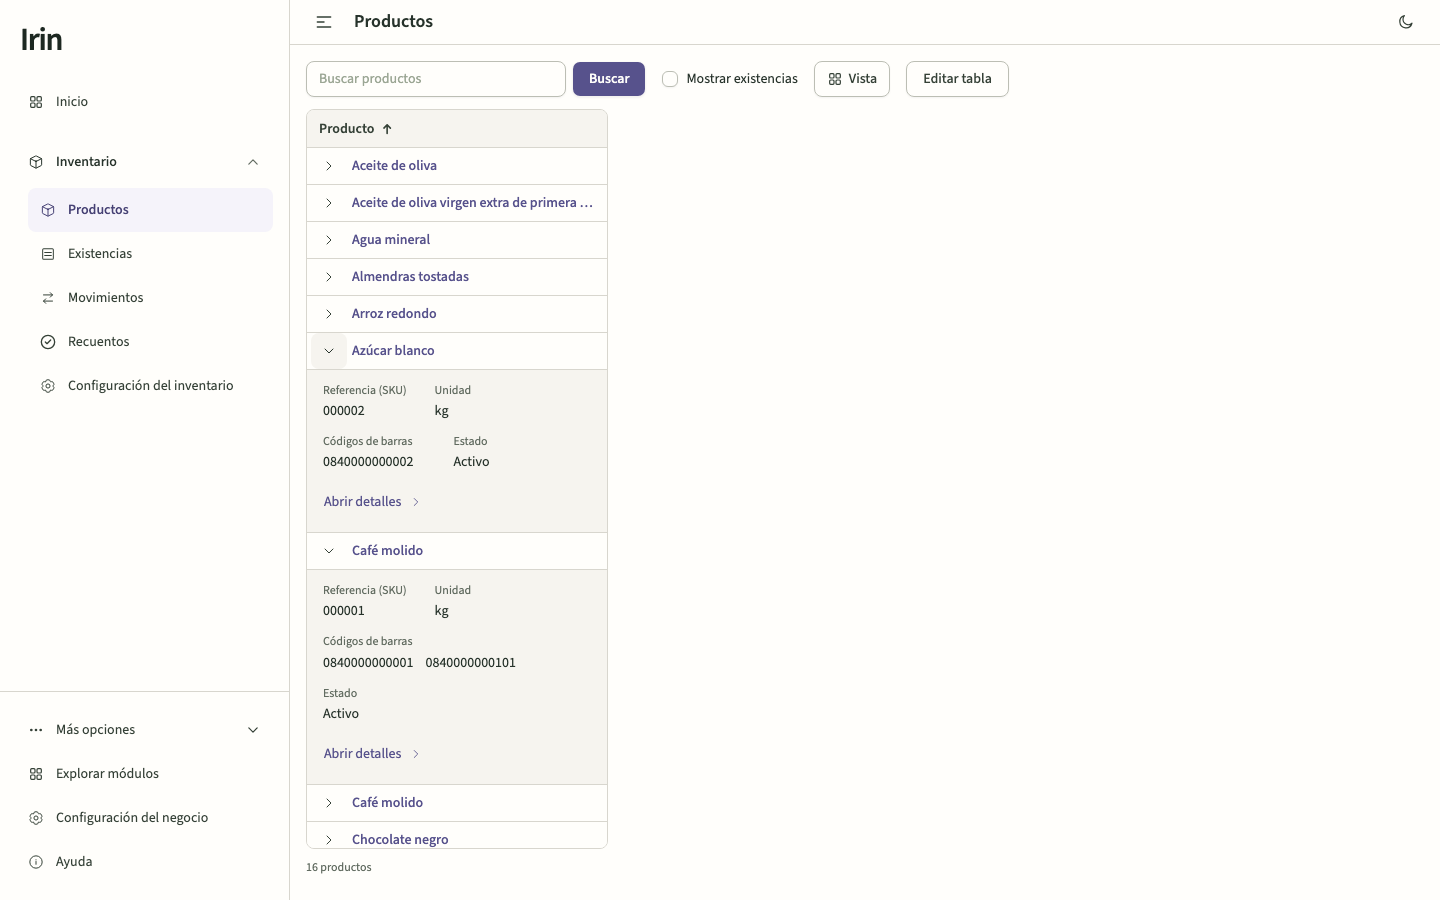 Irin
Inicio
Inventario
Productos
Existencias
Movimientos
Recuentos
Configuración del inventario
Más opciones
Explorar módulos
Configuración del negocio
Ayuda
Productos
Buscar productos
Buscar
Mostrar existencias
Vista
Editar tabla
Producto
Aceite de oliva
Aceite de oliva virgen extra de primera ...
Agua mineral
Almendras tostadas
Arroz redondo
Azúcar blanco
Referencia (SKU) Unidad
000002 kg
Códigos de barras Estado
0840000000002 Activo
Abrir detalles
Café molido
Referencia (SKU) Unidad
000001 kg
Códigos de barras
0840000000001 0840000000101
Estado
Activo
Abrir detalles
Café molido
Chocolate negro
16 productos